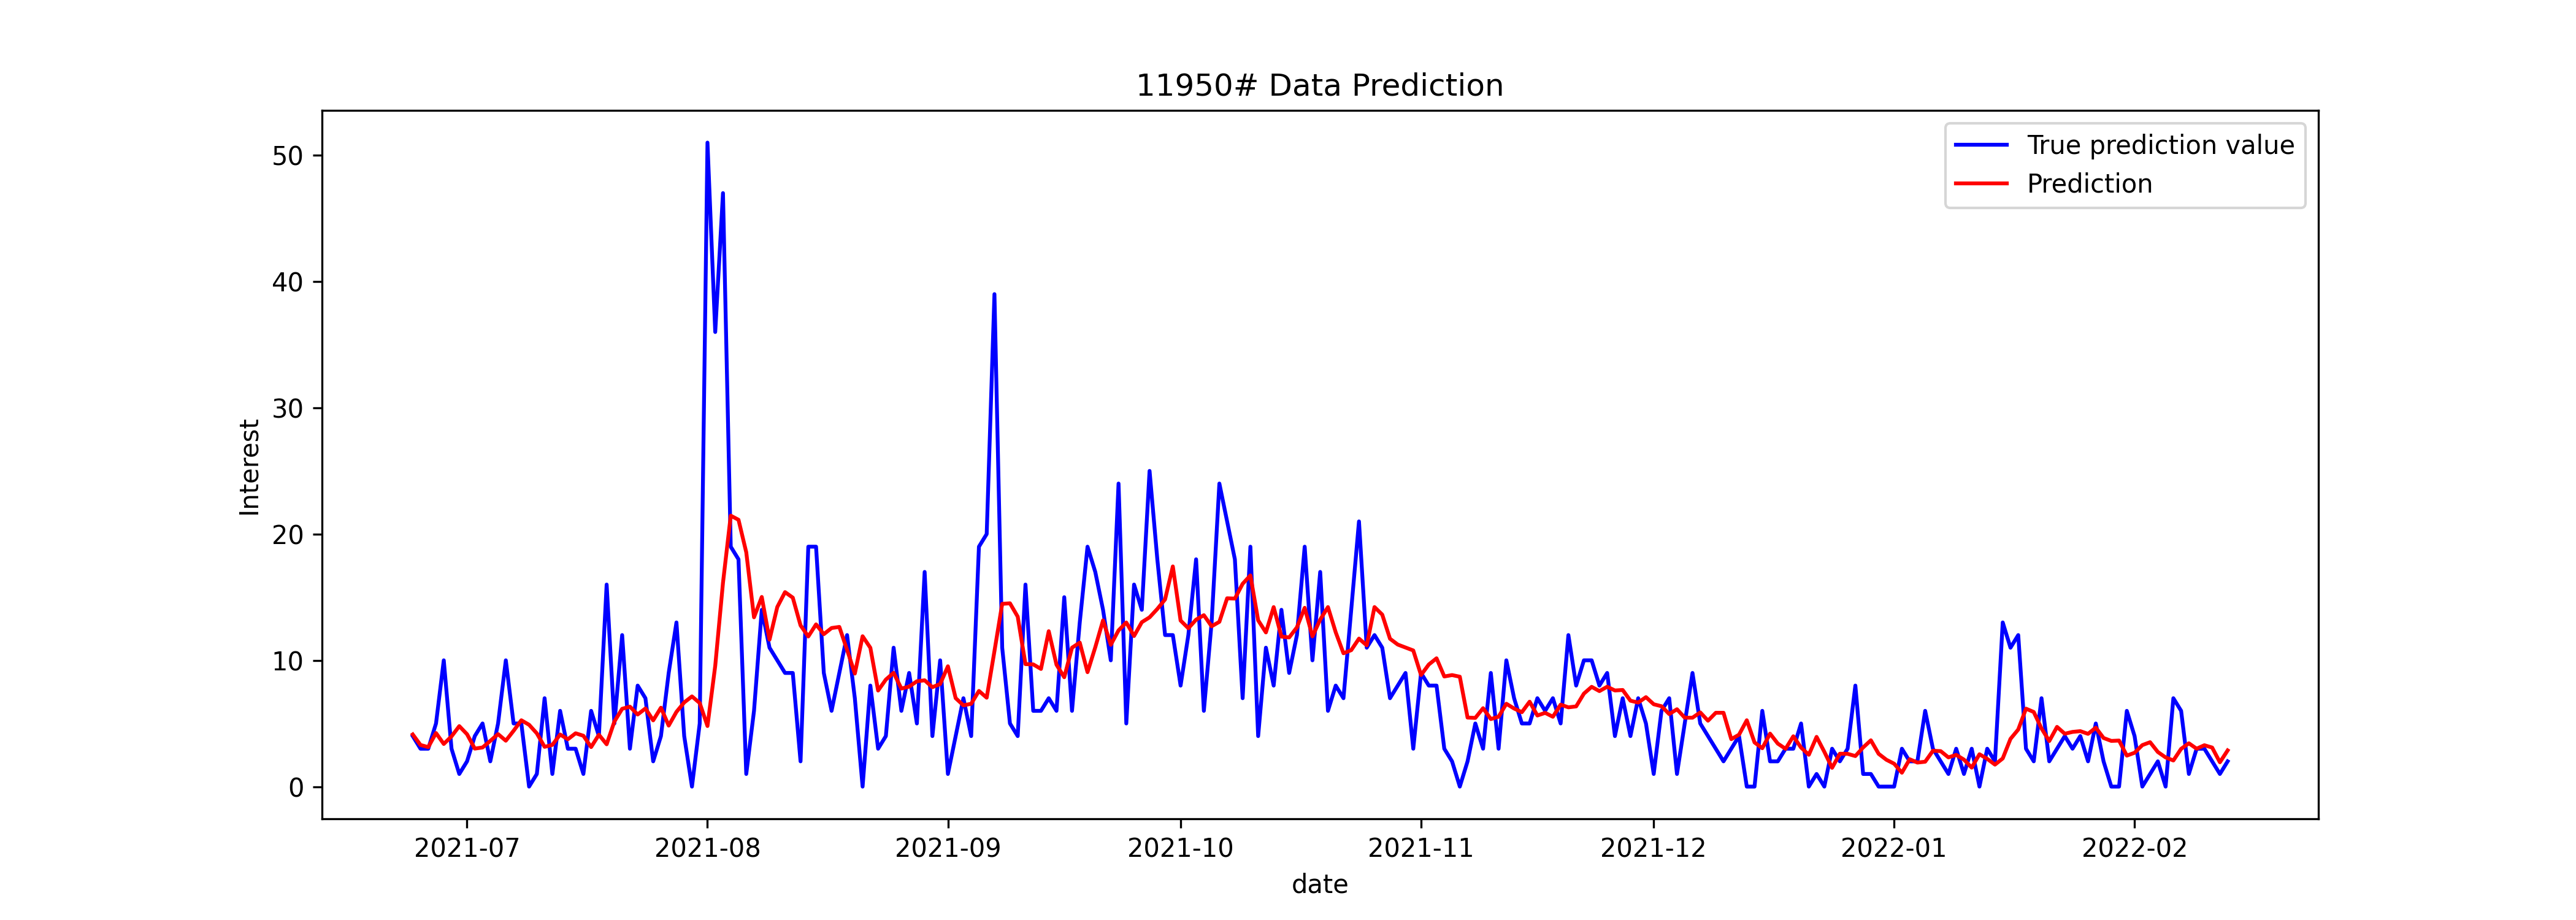 11950# Data Prediction
True prediction value
Prediction
Interest
50
40
30
20
10
0
2021-07 2021-08 2021-09 2021-10 2021-11 2021-12 2022-01 2022-02
date